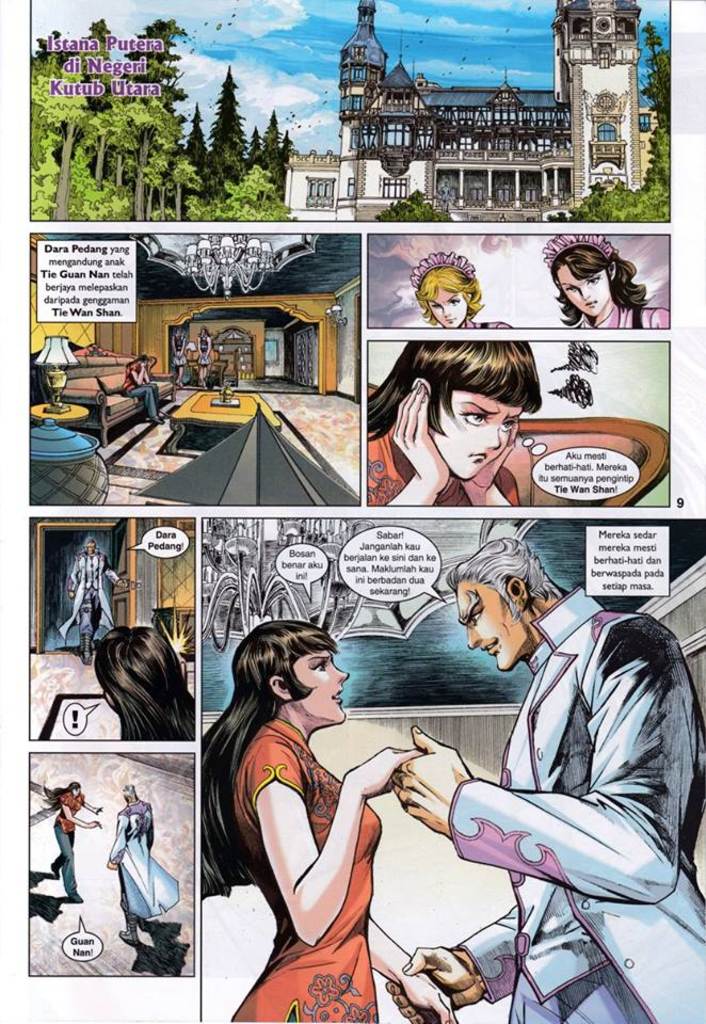 Istana Putera
di Negeri
Kutub Utara
Dara Pedang yang
mengandung anak
Tie Guan Nan telah
berjaya melepaskan
daripada genggaman
Tie Wan Shan.
Aku mesti
berhati-hati. Mereka
itu semuanya pengintip
Tie Wan Shan!
9
Dara
Pedang!
!
Guan
Nan!
Bosan
benar aku
ini!
Sabar!
Janganlah kau
berjalan ke sana dan ke
sana. Maklumlah kau
ini berbadan dua
sekarang!
Mereka sedar
mereka mesti
berhati-hati dan
berwaspada pada
setiap masa.